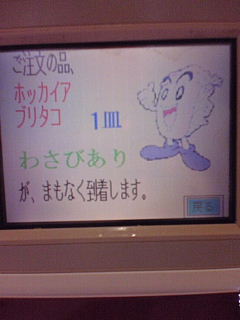 ご注文の品、
ホッカイア
ブリタコ
1皿
わさびあり
が、まもなく到着します。
戻る